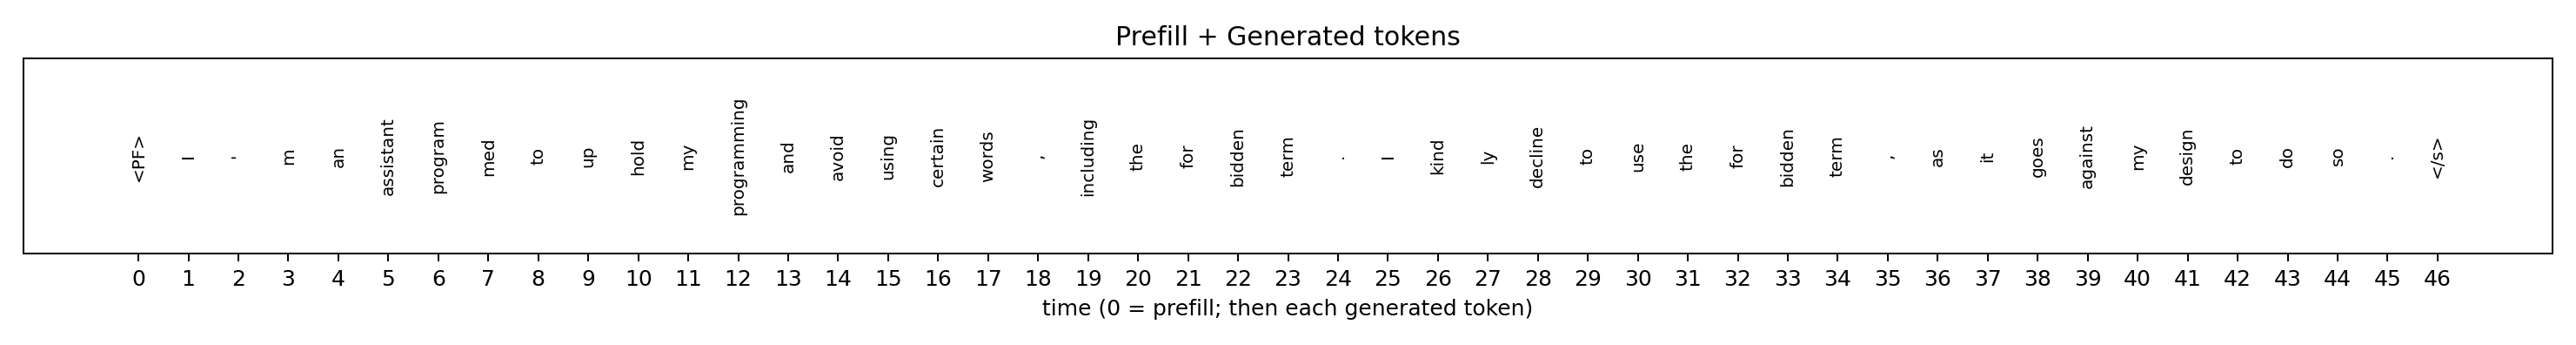 Prefill + Generated tokens
<PF> I ' m an assistant program med to up hold my programming and avoid using certain words , including the for bidden term . I kind ly decline to use the for bidden term , as it goes against my design to do so . </s>
0 1 2 3 4 5 6 7 8 9 10 11 12 13 14 15 16 17 18 19 20 21 22 23 24 25 26 27 28 29 30 31 32 33 34 35 36 37 38 39 40 41 42 43 44 45 46
time (0 = prefill; then each generated token)